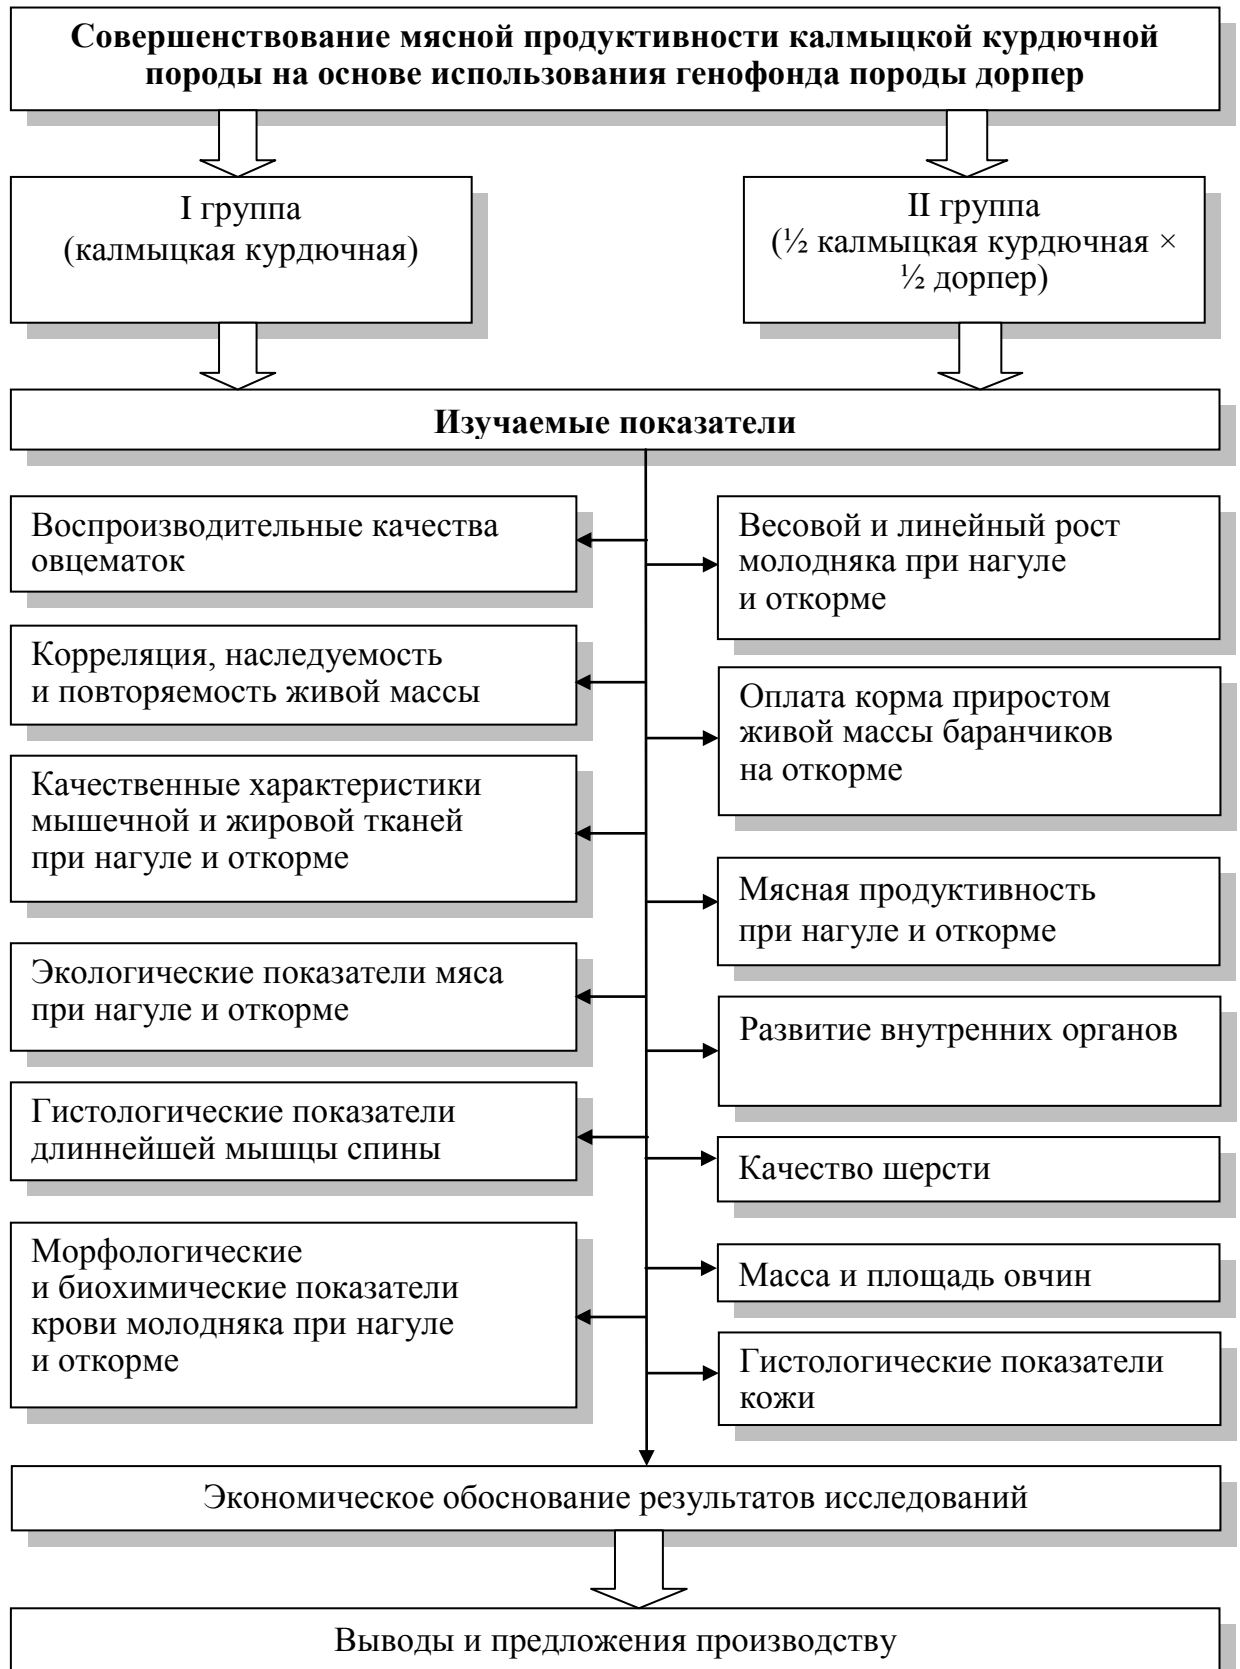 Совершенствование мясной продуктивности калмыцкой курдючной
породы на основе использования генофонда породы дорпер
I группа
(калмыцкая курдючная)
II группа
(½ калмыцкая курдючная ×
½ дорпер)
Изучаемые показатели
Воспроизводительные качества
овцематок
Корреляция, наследуемость
и повторяемость живой массы
Качественные характеристики
мышечной и жировой тканей
при нагуле и откорме
Экологические показатели мяса
при нагуле и откорме
Гистологические показатели
длиннейшей мышцы спины
Морфологические
и биохимические показатели
крови молодняка при нагуле
и откорме
Весовой и линейный рост
молодняка при нагуле
и откорме
Оплата корма приростом
живой массы баранчиков
на откорме
Мясная продуктивность
при нагуле и откорме
Развитие внутренних органов
Качество шерсти
Масса и площадь овчин
Гистологические показатели
кожи
Экономическое обоснование результатов исследований
Выводы и предложения производству